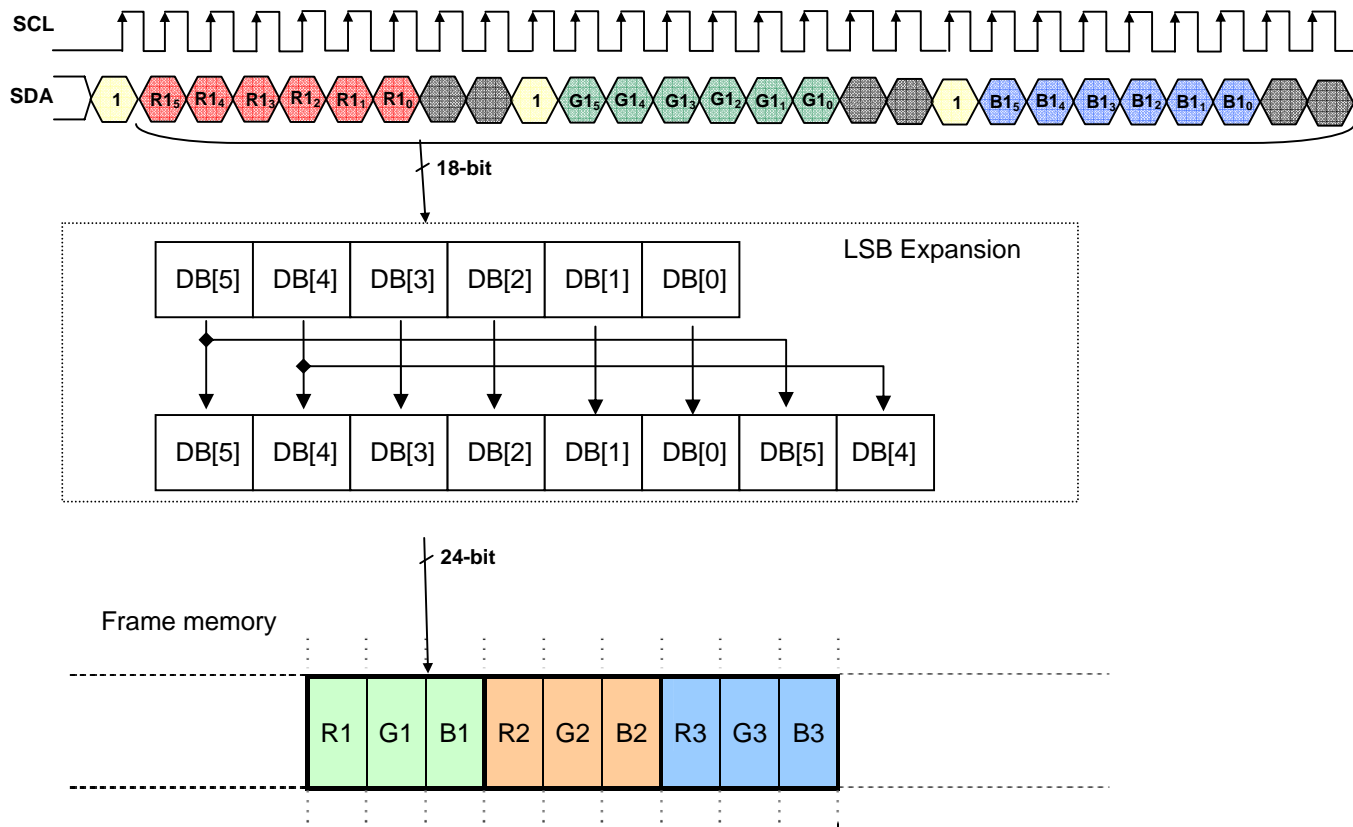 SCL
SDA 1 R1₅ R1₄ R1₃ R1₂ R1₁ R1₀ 1 G1₅ G1₄ G1₃ G1₂ G1₁ G1₀ 1 B1₅ B1₄ B1₃ B1₂ B1₁ B1₀
18-bit
LSB Expansion
DB[5] DB[4] DB[3] DB[2] DB[1] DB[0]
DB[5] DB[4] DB[3] DB[2] DB[1] DB[0] DB[5] DB[4]
24-bit
Frame memory
R1 G1 B1 R2 G2 B2 R3 G3 B3